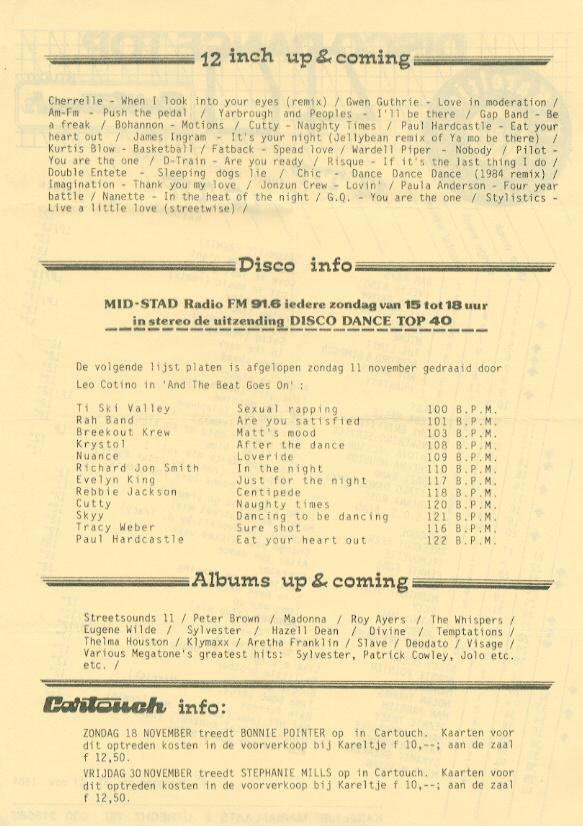 12 inch up & coming
Cherrelle - When I look into your eyes (remix) / Gwen Guthrie - Love in moderation /
Am-Fm - Push the pedal / Yarbrough and Peoples - I'll be there / Gap Band - Be
a freak / Bohannon - Motions / Cutty - Naughty Times / Paul Hardcastle - Eat your
heart out / James Ingram - It's your night (Jellybean remix of Ya mo be there) /
Kurtis Blow - Basketball / Fatback - Spead love / Wardell Piper - Nobody / Pilot -
You are the one / D-Train - Are you ready / Risque - If it's the last thing I do /
Double Entete - Sleeping dogs lie / Chic - Dance Dance Dance (1984 remix) /
Imagination - Thank you my love / Jonzun Crew - Lovin' / Paula Anderson - Four year
battle / Nanette - In the heat of the night / G.Q. - You are the one / Stylistics -
Live a little love (streetwise) /
Disco info
MID-STAD Radio FM 91.6 iedere zondag van 15 tot 18 uur
in stereo de uitzending DISCO DANCE TOP 40
De volgende lijst platen is afgelopen zondag 11 november gedraaid door
Leo Cotino in 'And The Beat Goes On' :
Ti Ski Valley Sexual rapping 100 B.P.M.
Rah Band Are you satisfied 101 B.P.M.
Breekout Krew Matt's mood 103 B.P.M.
Krystol After the dance 108 B.P.M.
Nuance Loveride 109 B.P.M.
Richard Jon Smith In the night 110 B.P.M.
Evelyn King Just for the night 117 B.P.M.
Rebbie Jackson Centipede 118 B.P.M.
Cutty Naughty times 120 B.P.M.
Skyy Dancing to be dancing 121 B.P.M.
Tracy Weber Sure shot 116 B.P.M.
Paul Hardcastle Eat your heart out 122 B.P.M.
Albums up & coming
Streetsounds 11 / Peter Brown / Madonna / Roy Ayers / The Whispers /
Eugene Wilde / Sylvester / Hazell Dean / Divine / Temptations /
Thelma Houston / Klymaxx / Aretha Franklin / Slave / Deodato / Visage /
Various Megatone's greatest hits: Sylvester, Patrick Cowley, Jolo etc.
etc. /
Cartouch info:
ZONDAG 18 NOVEMBER treedt BONNIE POINTER op in Cartouch. Kaarten voor
dit optreden kosten in de voorverkoop bij Kareltje f 10,--; aan de zaal
f 12,50.
VRIJDAG 30 NOVEMBER treedt STEPHANIE MILLS op in Cartouch. Kaarten voor
dit optreden kosten in de voorverkoop bij Kareltje f 10,--; aan de zaal
f 12,50.